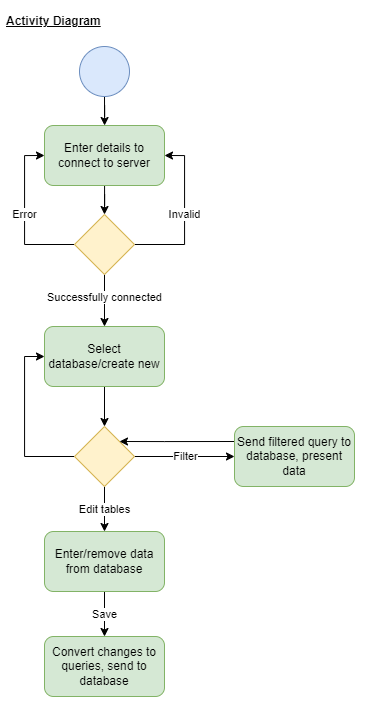 Activity Diagram
Enter details to
connect to server
Error
Invalid
Successfully connected
Select
database/create new
Filter
Send filtered query to
database, present
data
Edit tables
Enter/remove data
from database
Save
Convert changes to
queries, send to
database